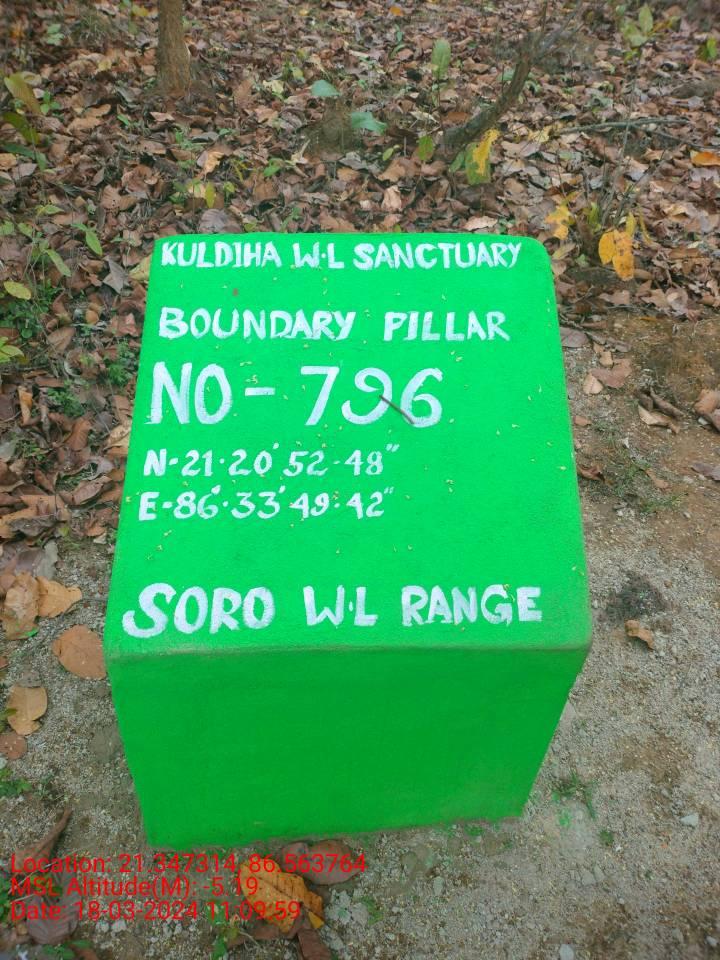 KULDIHA W.L SANCTUARY
BOUNDARY PILLAR
NO - 796
N-21·20' 52·48"
E-86°·33' 49·42"
SORO W.L RANGE
Location: 21.347314, 86.563764
MSL Altitude(M): -5.19
Date: 18-03-2024 11:09:59